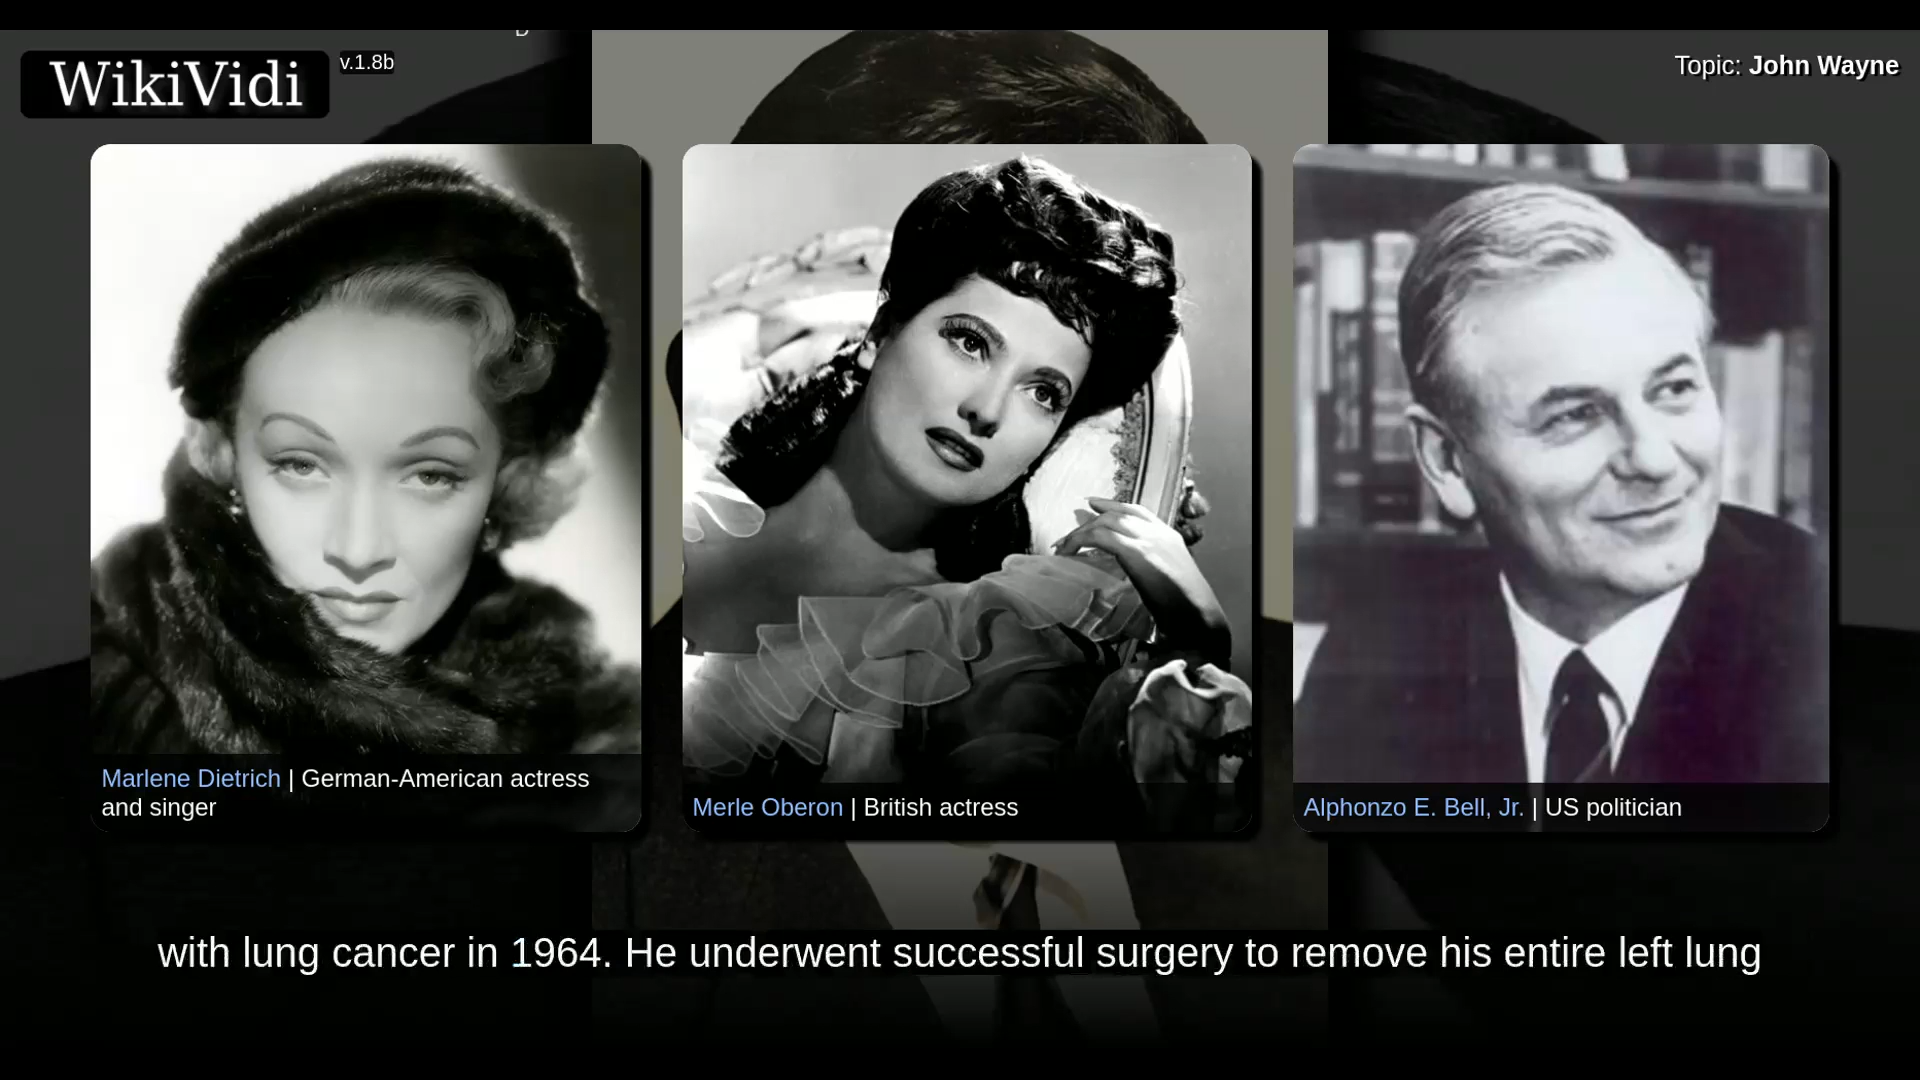 WikiVidi
v.1.8b
Topic: John Wayne
Marlene Dietrich | German-American actress
and singer
Merle Oberon | British actress
Alphonzo E. Bell, Jr. | US politician
with lung cancer in 1964. He underwent successful surgery to remove his entire left lung